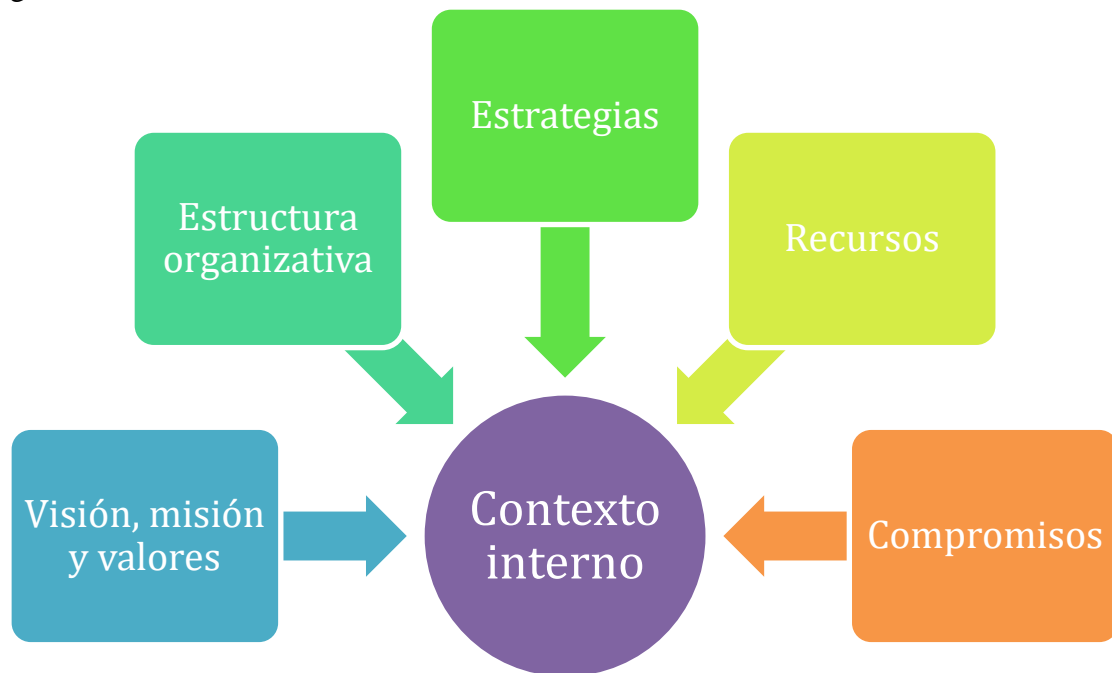 Estrategias
Estructura
organizativa
Recursos
Visión, misión
y valores
Contexto
interno
Compromisos